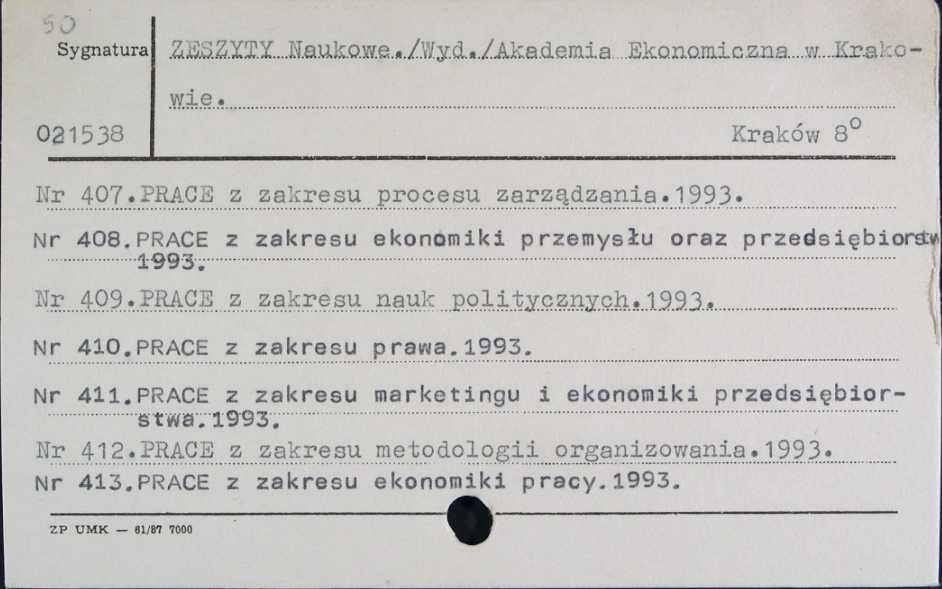 50
Sygnatura
ZESZYTY Naukowe./Wyd./Akademia Ekonomiczna w Krako-
wie.
021538
Kraków 8°
Nr 407.PRACE z zakresu procesu zarządzania.1993.
Nr 408.PRACE z zakresu ekonomiki przemysłu oraz przedsiębiorstw
1993.
Nr 409.PRACE z zakresu nauk politycznych.1993.
Nr 410.PRACE z zakresu prawa.1993.
Nr 411.PRACE z zakresu marketingu i ekonomiki przedsiębior-
stwa.1993.
Nr 412.PRACE z zakresu metodologii organizowania.1993.
Nr 413.PRACE z zakresu ekonomiki pracy.1993.
ZP UMK — 61/87 7000